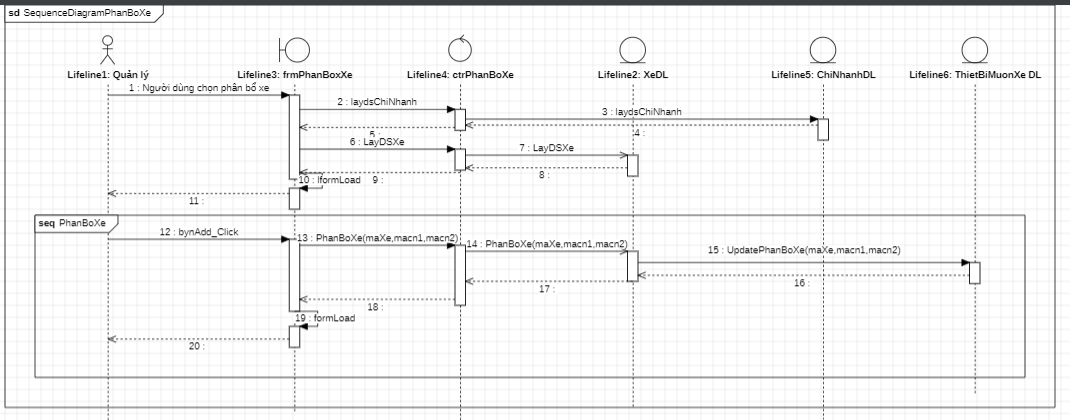 sd SequenceDiagramPhanBoXe
Lifeline1: Quản lý
Lifeline3: frmPhanBoxXe
Lifeline4: ctrPhanBoXe
Lifeline2: XeDL
Lifeline5: ChiNhanhDL
Lifeline6: ThietBiMuonXe DL
1 : Người dùng chọn phân bổ xe
2 : laydsChiNhanh
3 : laydsChiNhanh
4 :
5 :
6 : LayDSXe
7 : LayDSXe
8 :
9 :
10 : lformLoad
11 :
seq PhanBoXe
12 : bynAdd_Click
13 : PhanBoXe(maXe,macn1,macn2)
14 : PhanBoXe(maXe,macn1,macn2)
15 : UpdatePhanBoXe(maXe,macn1,macn2)
16 :
17 :
18 :
19 : formLoad
20 :